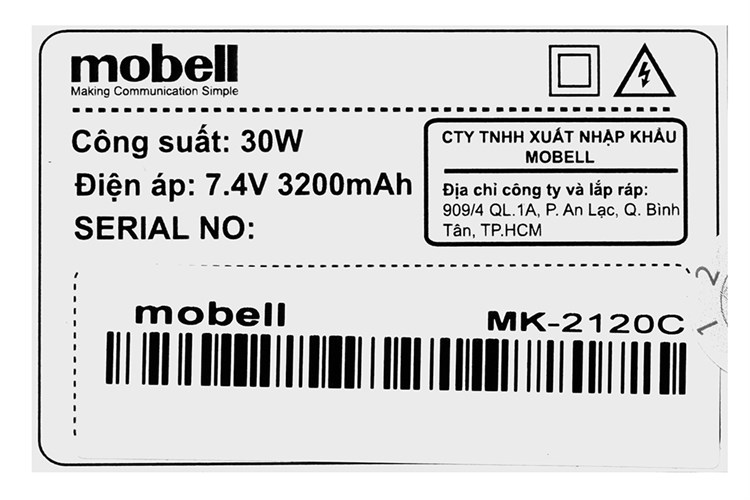 mobell
Making Communication Simple
Công suất: 30W
Điện áp: 7.4V 3200mAh
SERIAL NO:
CTY TNHH XUẤT NHẬP KHẨU
MOBELL
Địa chỉ công ty và lắp ráp:
909/4 QL.1A, P. An Lạc, Q. Bình
Tân, TP.HCM
mobell MK-2120C
1 2